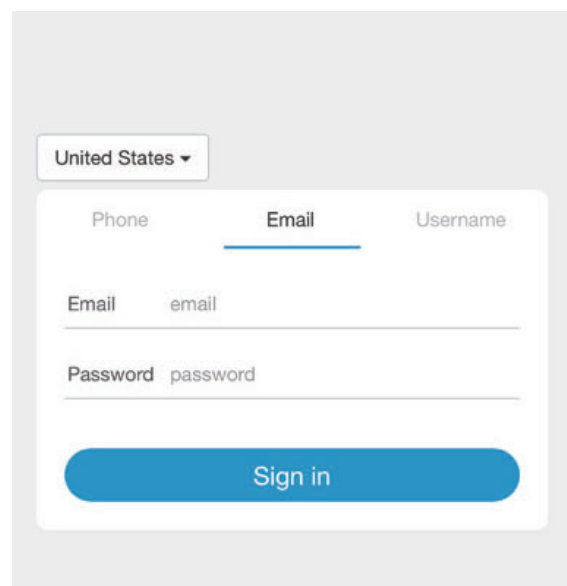 United States
Phone Email Username
Email email
Password password
Sign in